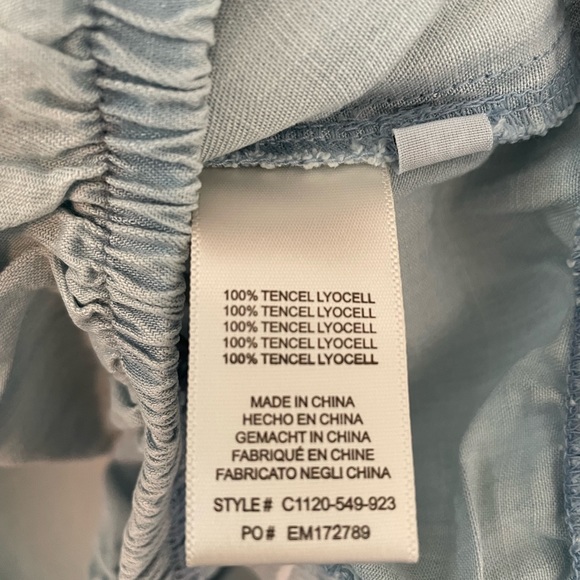 100% TENCEL LYOCELL
100% TENCEL LYOCELL
100% TENCEL LYOCELL
100% TENCEL LYOCELL
100% TENCEL LYOCELL
MADE IN CHINA
HECHO EN CHINA
GEMACHT IN CHINA
FABRIQUÉ EN CHINE
FABRICATO NEGLI CHINA
STYLE# C1120-549-923
PO# EM172789